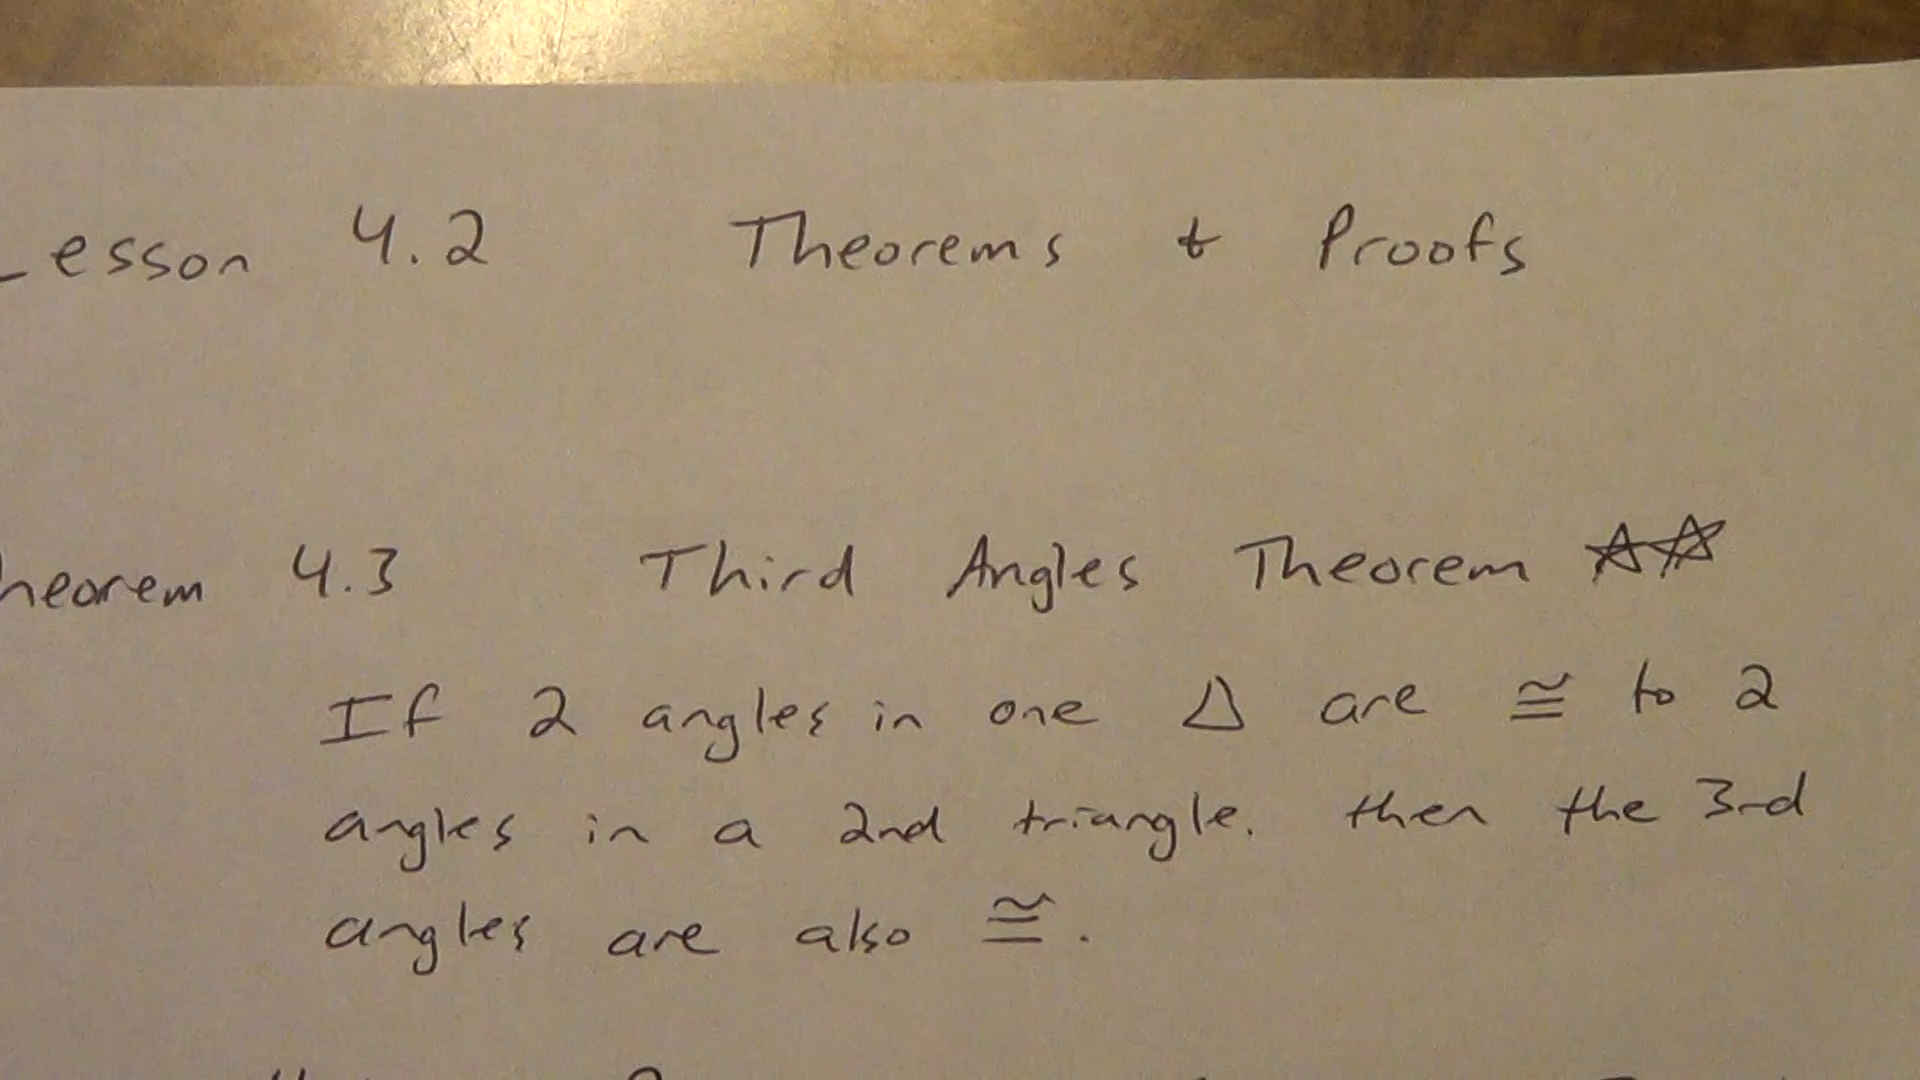 Lesson 4.2 Theorems & Proofs
heorem 4.3 Third Angles Theorem ☆☆
If 2 angles in one △ are ≅ to 2
angles in a 2nd triangle. then the 3rd
angles are also ≅.